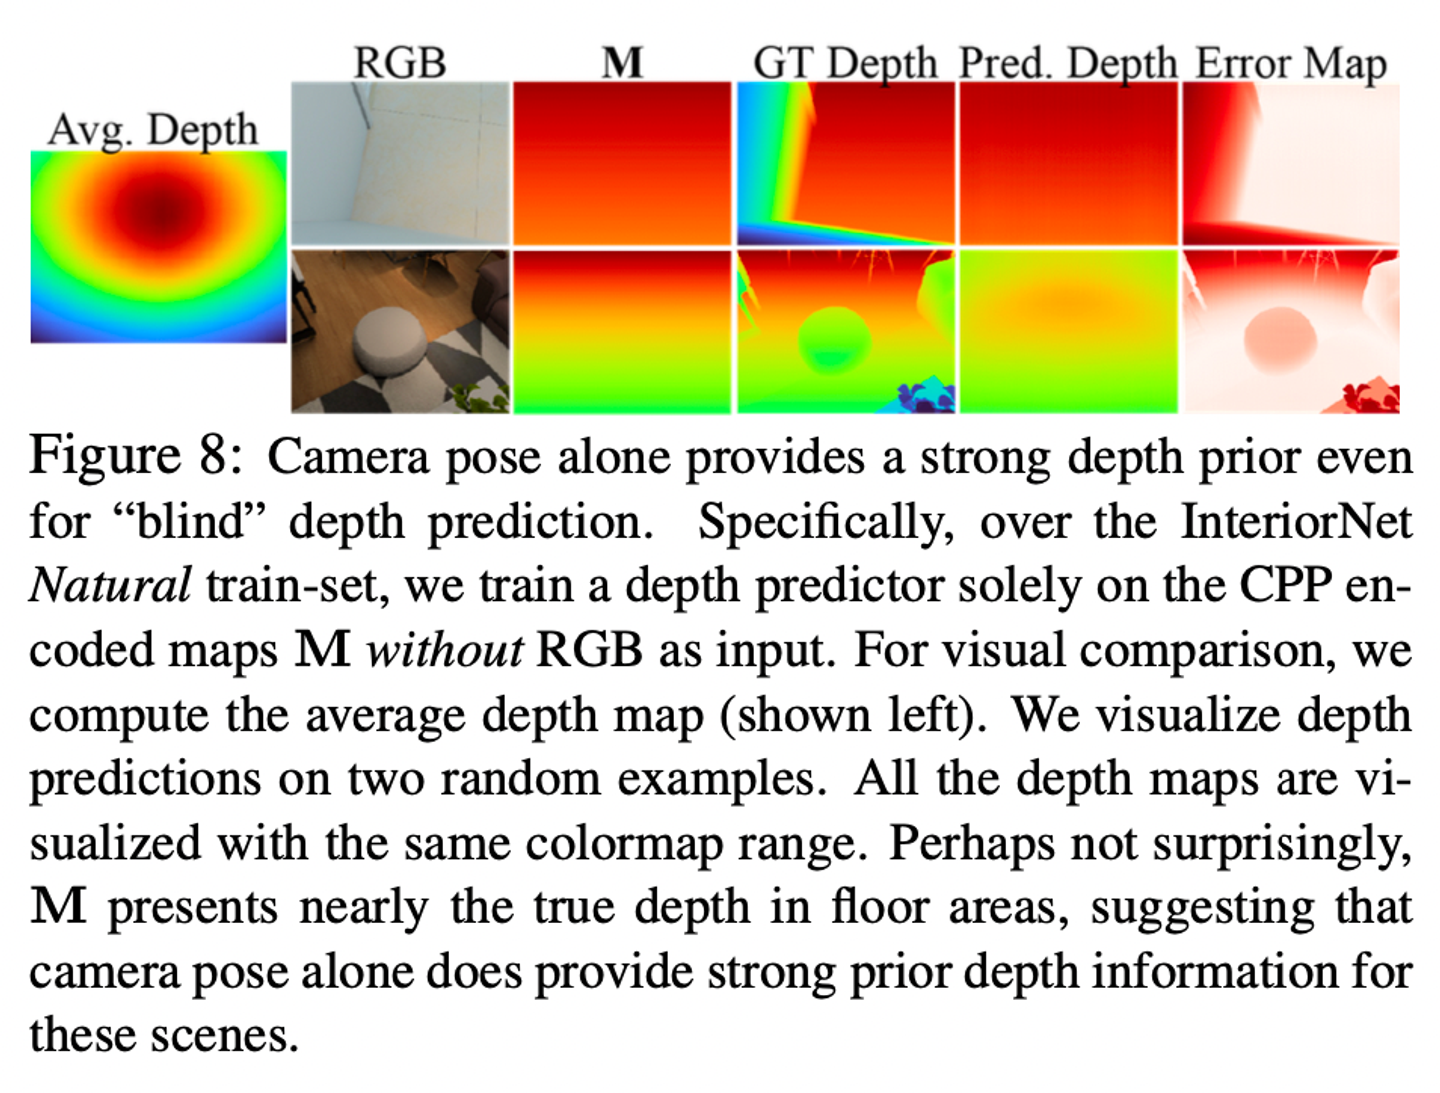 RGB M GT Depth Pred. Depth Error Map
Avg. Depth
Figure 8: Camera pose alone provides a strong depth prior even
for “blind” depth prediction. Specifically, over the InteriorNet
Natural train-set, we train a depth predictor solely on the CPP en-
coded maps M without RGB as input. For visual comparison, we
compute the average depth map (shown left). We visualize depth
predictions on two random examples. All the depth maps are vi-
sualized with the same colormap range. Perhaps not surprisingly,
M presents nearly the true depth in floor areas, suggesting that
camera pose alone does provide strong prior depth information for
these scenes.